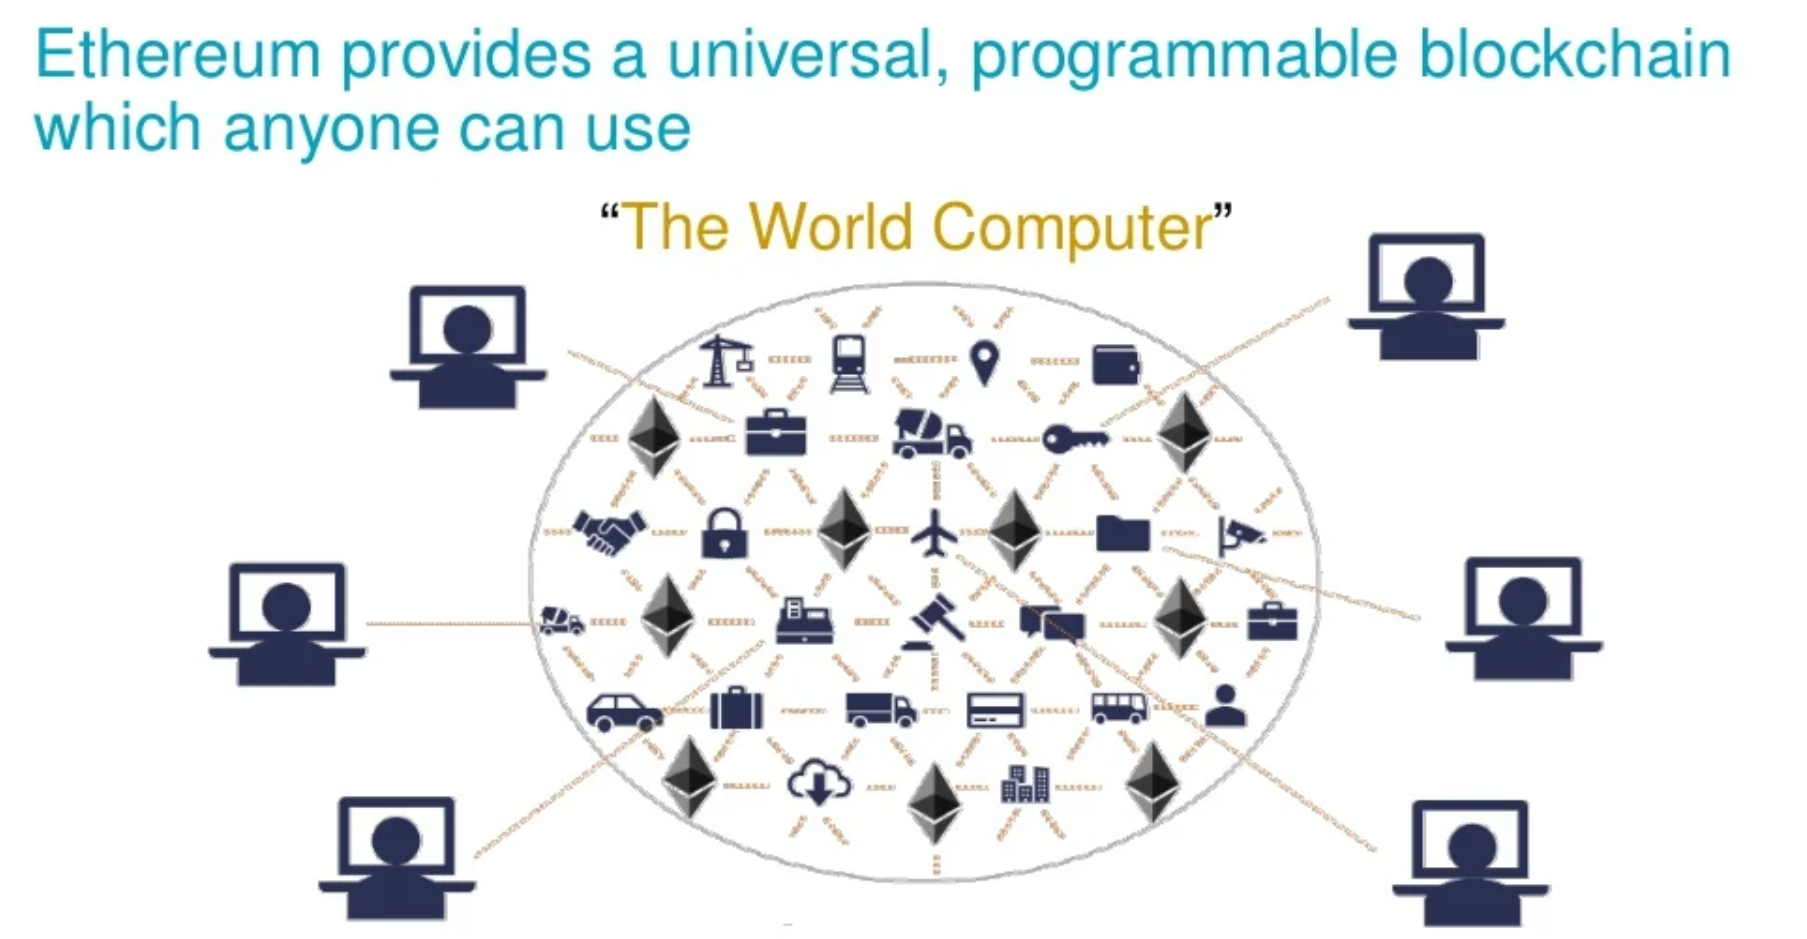 Ethereum provides a universal, programmable blockchain
which anyone can use
“The World Computer”